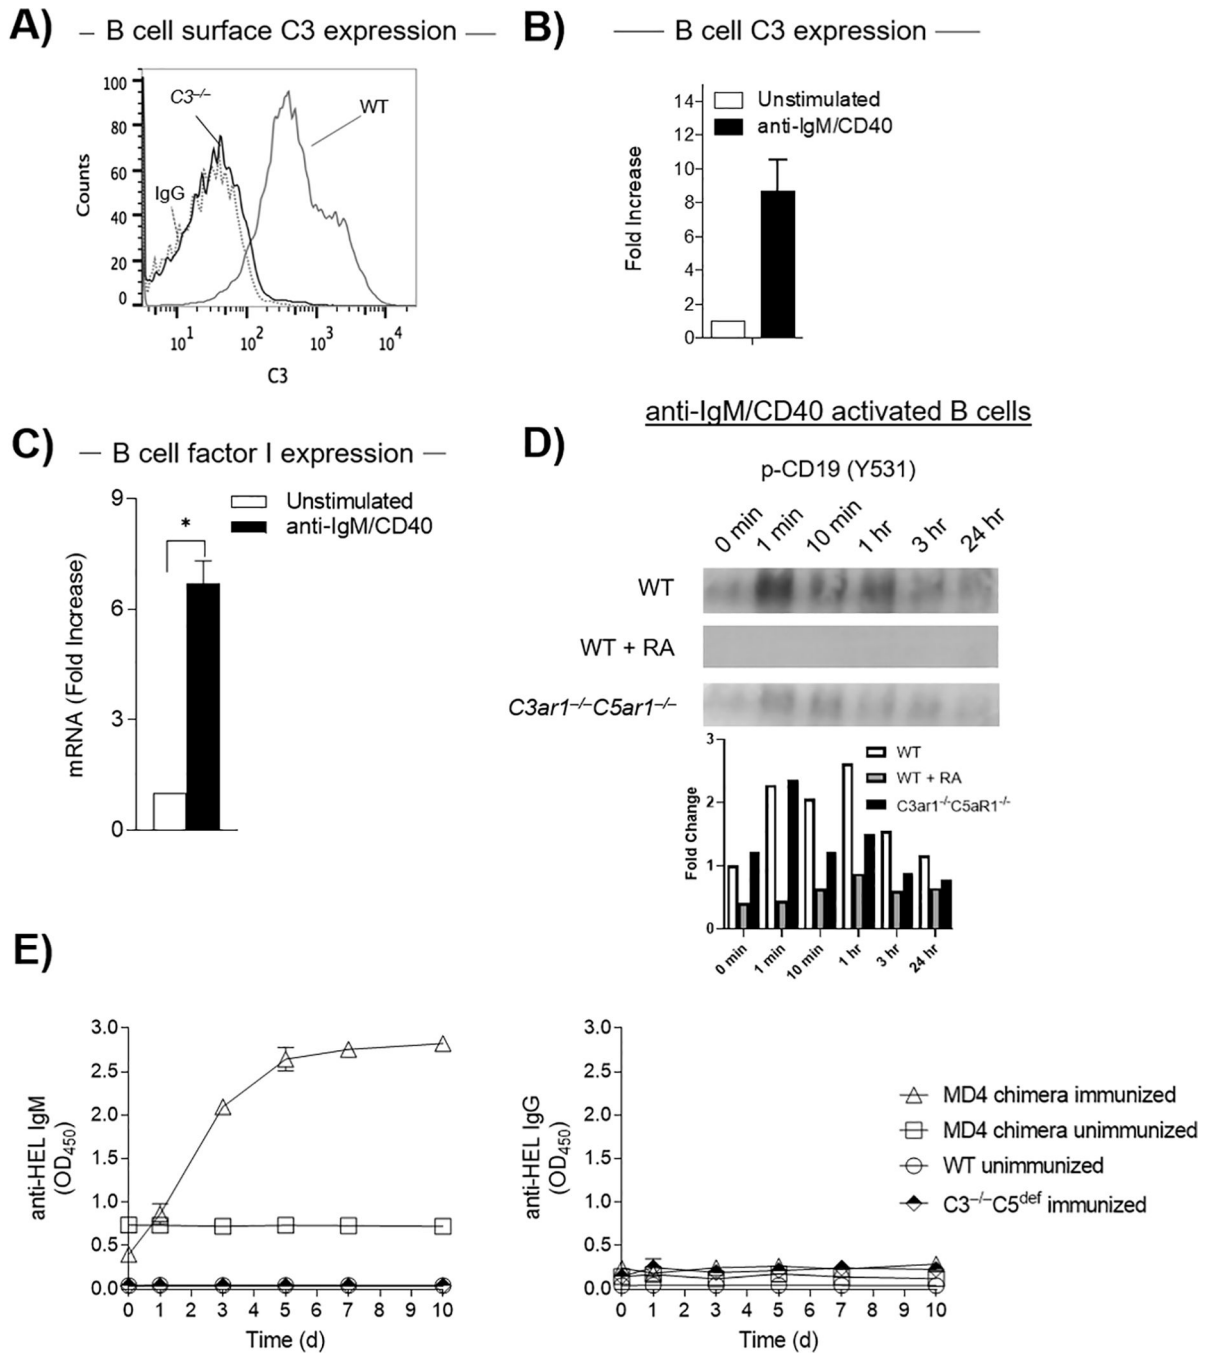 A)
– B cell surface C3 expression —
100
80
60
40
20
0
Counts
C3–/–
WT
IgG
10^1
10^2
10^3
10^4
C3
B)
— B cell C3 expression —
14
12
10
8
6
4
2
0
Fold Increase
Unstimulated
anti-IgM/CD40
C)
— B cell factor I expression —
9
6
3
0
mRNA (Fold Increase)
*
Unstimulated
anti-IgM/CD40
anti-IgM/CD40 activated B cells
D)
p-CD19 (Y531)
0 min
1 min
10 min
1 hr
3 hr
24 hr
WT
WT + RA
C3ar1–/–C5ar1–/–
3
2
1
0
Fold Change
WT
WT + RA
C3ar1-/-C5aR1-/-
0 min
1 min
10 min
1 hr
3 hr
24 hr
E)
3.0
2.5
2.0
1.5
1.0
0.5
0.0
anti-HEL IgM
(OD450)
0 1 2 3 4 5 6 7 8 9 10
Time (d)
3.0
2.5
2.0
1.5
1.0
0.5
0.0
anti-HEL IgG
(OD450)
0 1 2 3 4 5 6 7 8 9 10
Time (d)
MD4 chimera immunized
MD4 chimera unimmunized
WT unimmunized
C3–/–C5def immunized